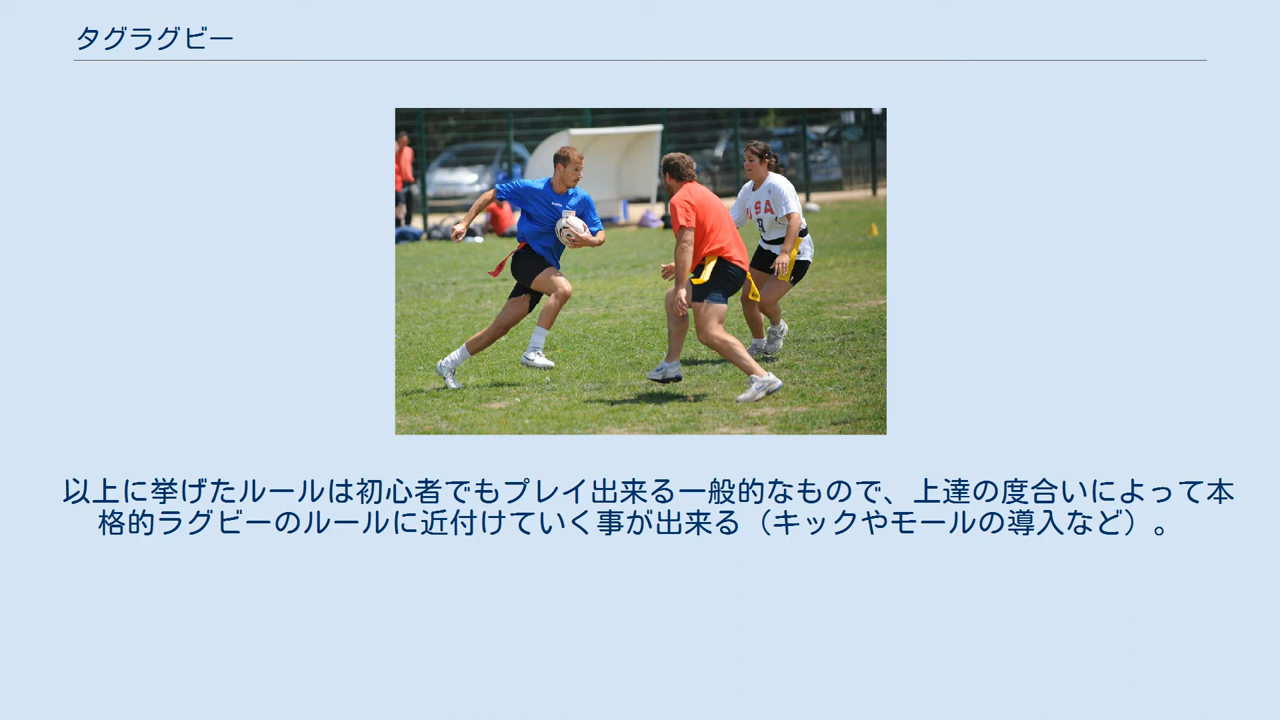 タグラグビー
USA
以上に挙げたルールは初心者でもプレイ出来る一般的なもので、上達の度合いによって本
格的ラグビーのルールに近付けていく事が出来る（キックやモールの導入など）。